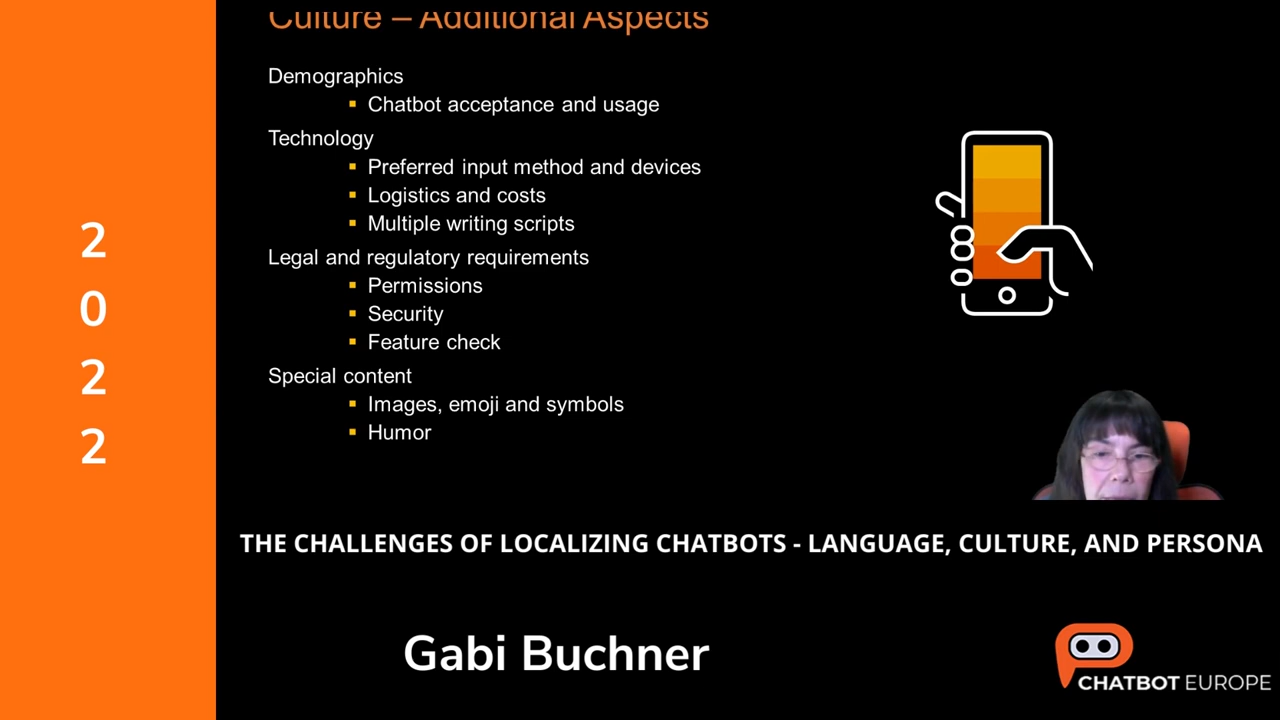 Culture – Additional Aspects
Demographics
Chatbot acceptance and usage
Technology
Preferred input method and devices
Logistics and costs
Multiple writing scripts
Legal and regulatory requirements
Permissions
Security
Feature check
Special content
Images, emoji and symbols
Humor
2
0
2
2
THE CHALLENGES OF LOCALIZING CHATBOTS - LANGUAGE, CULTURE, AND PERSONA
Gabi Buchner
CHATBOT EUROPE